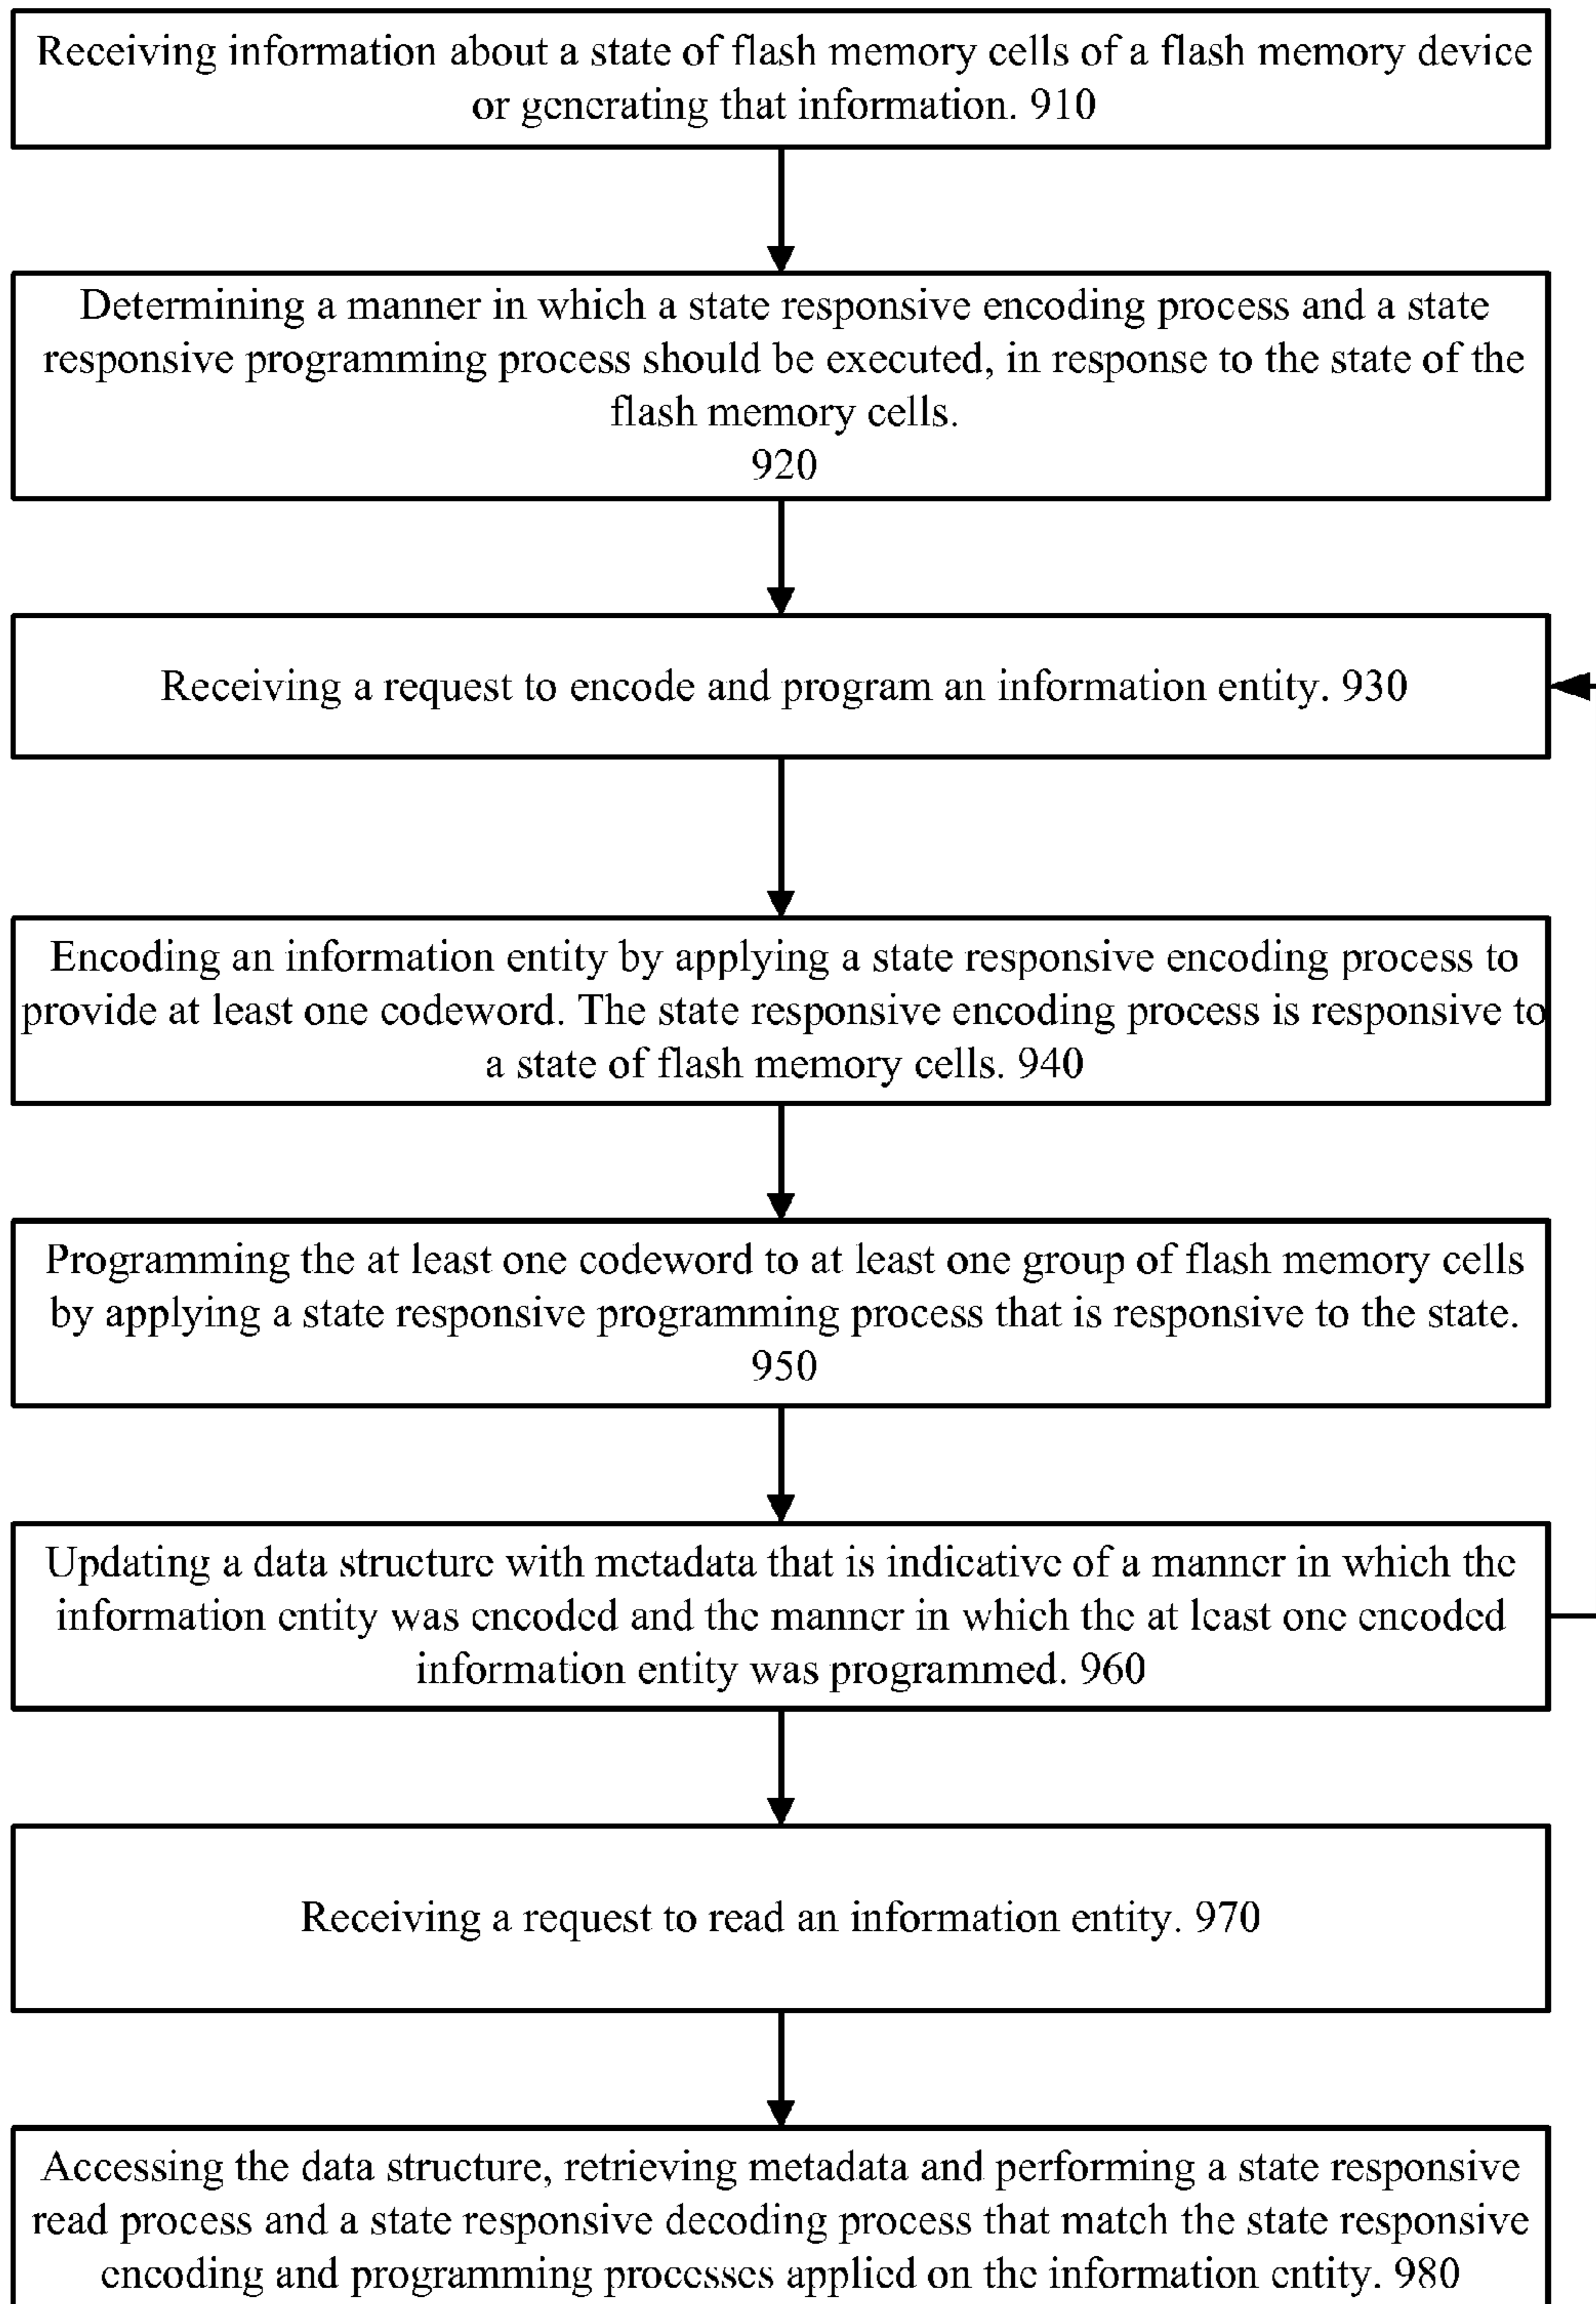 Receiving information about a state of flash memory cells of a flash memory device
or generating that information. 910
Determining a manner in which a state responsive encoding process and a state
responsive programming process should be executed, in response to the state of the
flash memory cells.
920
Receiving a request to encode and program an information entity. 930
Encoding an information entity by applying a state responsive encoding process to
provide at least one codeword. The state responsive encoding process is responsive to
a state of flash memory cells. 940
Programming the at least one codeword to at least one group of flash memory cells
by applying a state responsive programming process that is responsive to the state.
950
Updating a data structure with metadata that is indicative of a manner in which the
information entity was encoded and the manner in which the at least one encoded
information entity was programmed. 960
Receiving a request to read an information entity. 970
Accessing the data structure, retrieving metadata and performing a state responsive
read process and a state responsive decoding process that match the state responsive
encoding and programming processes applied on the information entity. 980